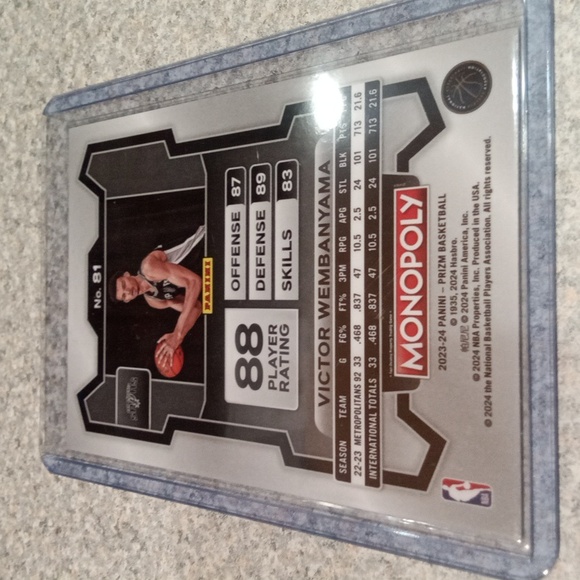 No. 81
PANINI
88
PLAYER
RATING
OFFENSE 87
DEFENSE 89
SKILLS 83
VICTOR WEMBANYAMA
SEASON TEAM G FG% FT% 3PM RPG APG STL BLK PTS
22-23 METROPOLITANS 92 33 .468 .837 47 10.5 2.5 24 101 713 21.6
INTERNATIONAL TOTALS 33 .468 .837 47 10.5 2.5 24 101 713 21.6
MONOPOLY
2023-24 PANINI – PRIZM BASKETBALL
© 1935, 2024 Hasbro.
© 2024 Panini America, Inc.
© 2024 NBA Properties, Inc. Produced in the USA.
© 2024 the National Basketball Players Association. All rights reserved.
NBA